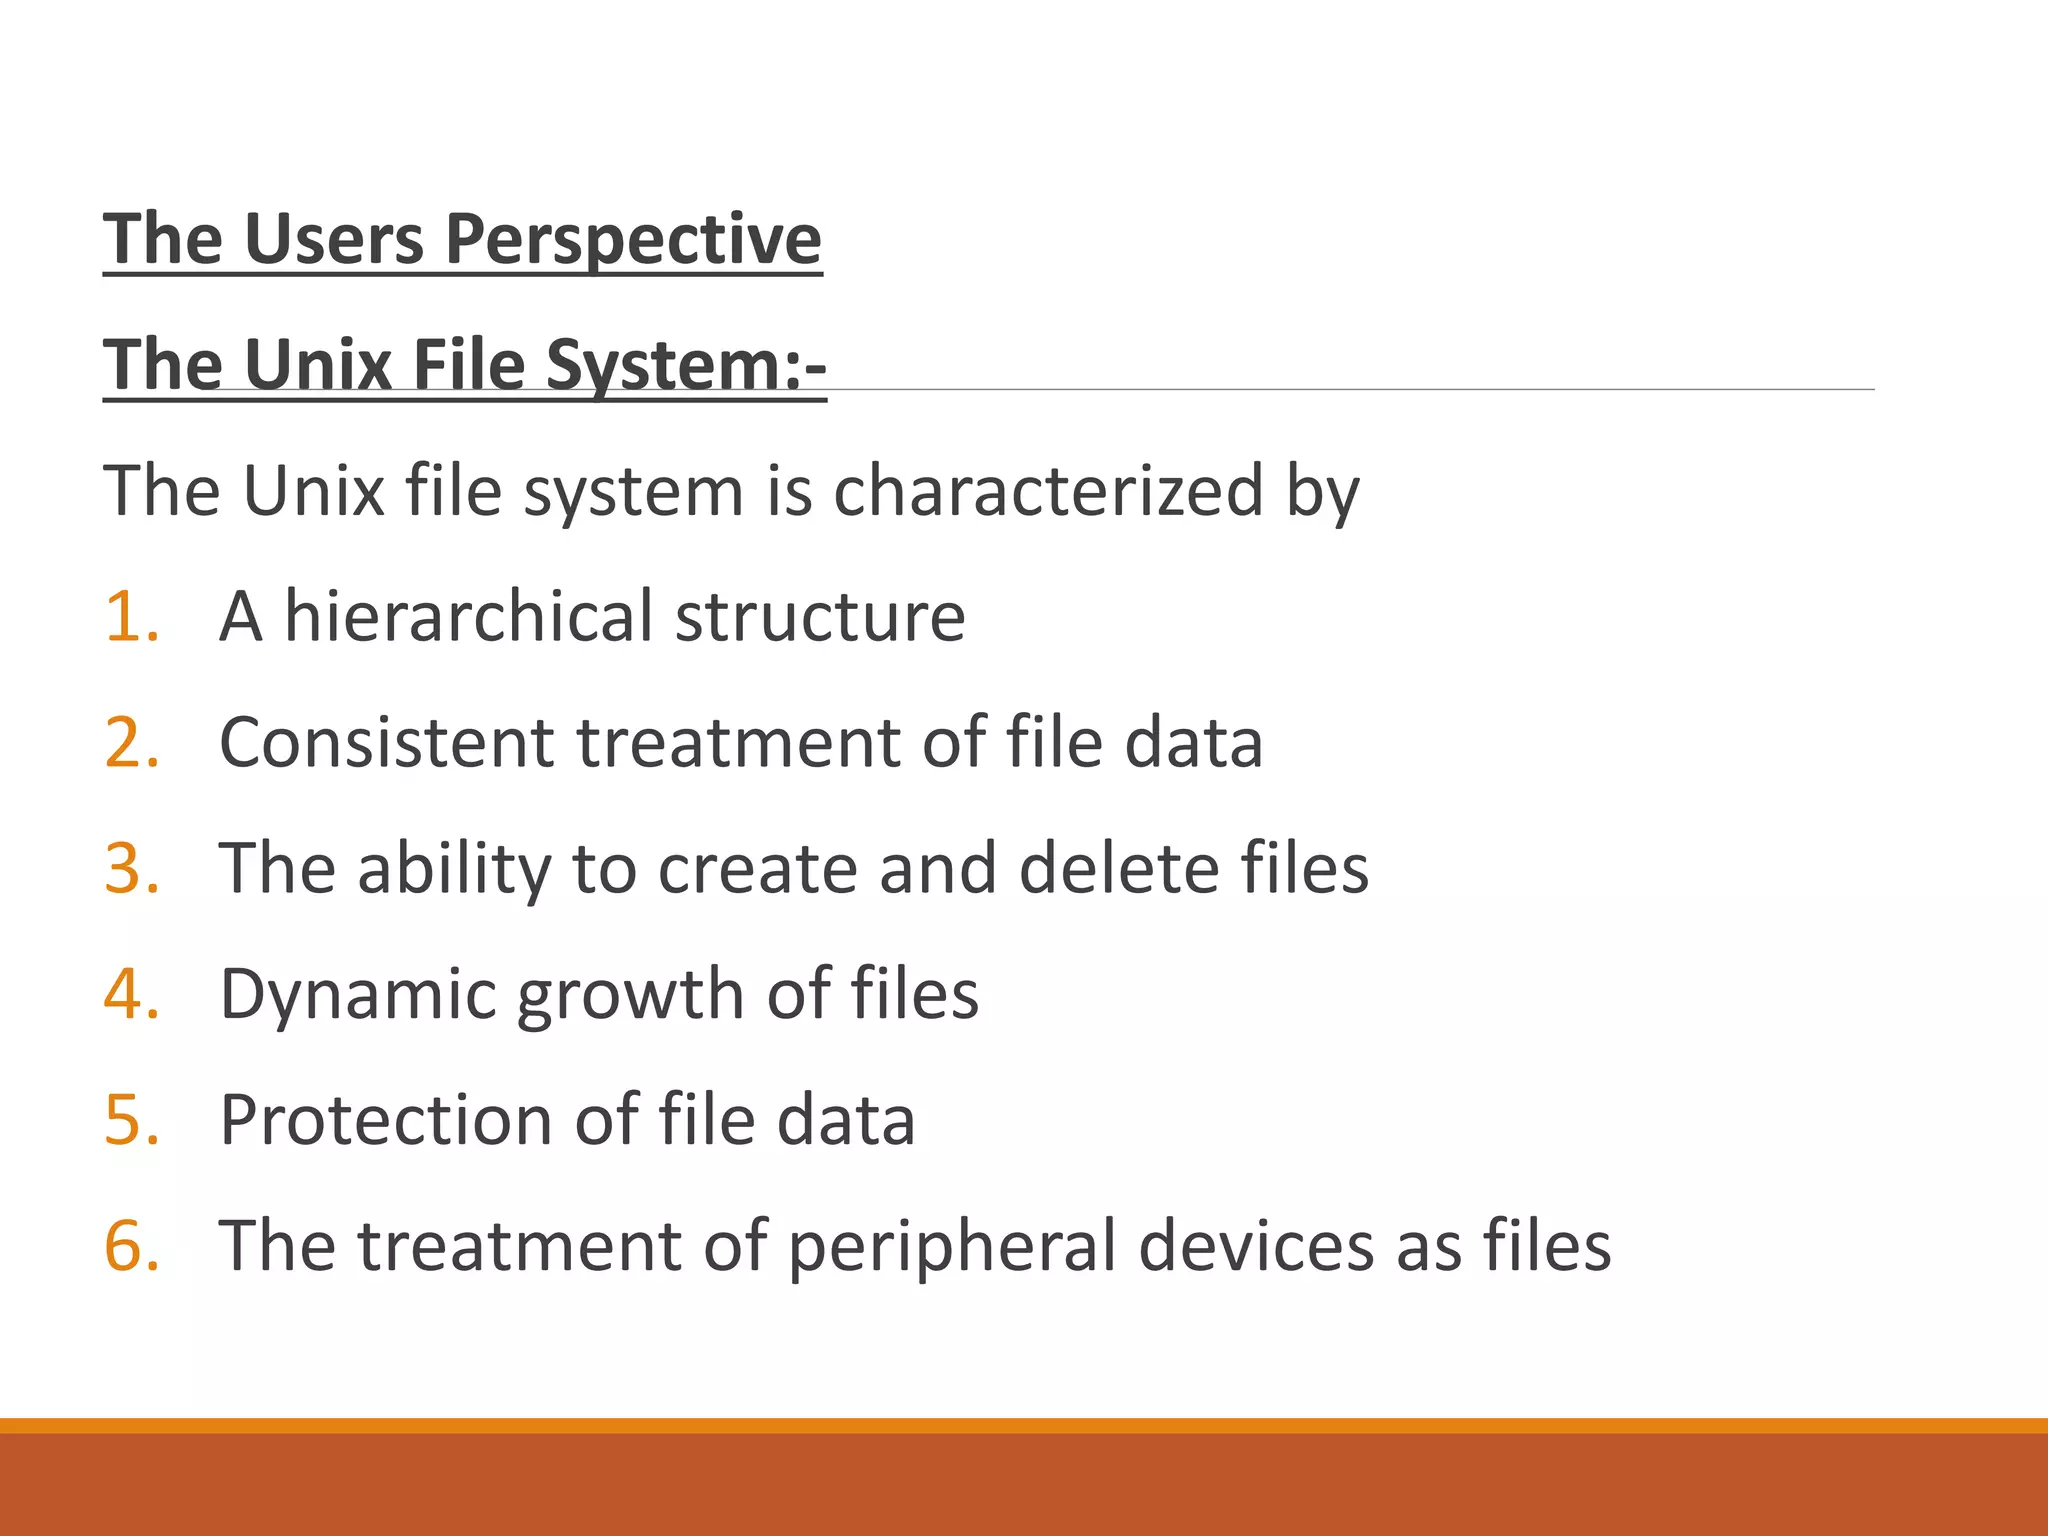 The Users Perspective
The Unix File System:-
The Unix file system is characterized by
1. A hierarchical structure
2. Consistent treatment of file data
3. The ability to create and delete files
4. Dynamic growth of files
5. Protection of file data
6. The treatment of peripheral devices as files